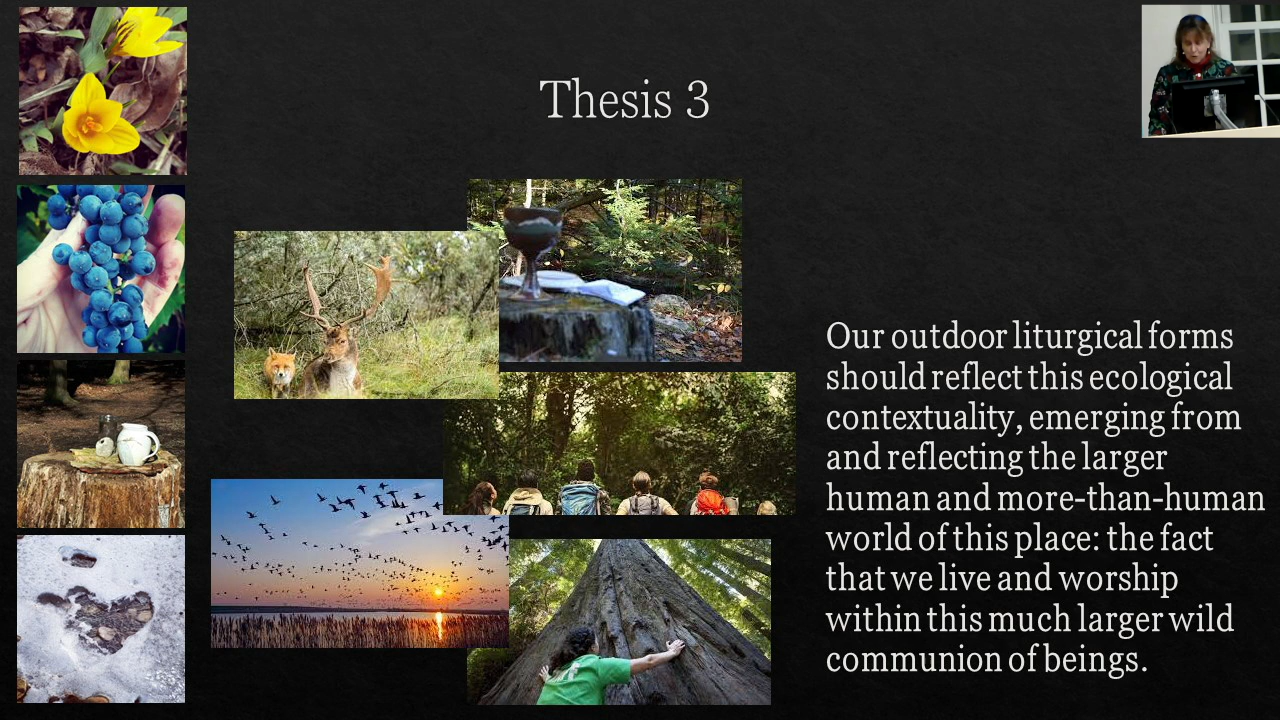 Thesis 3
Our outdoor liturgical forms
should reflect this ecological
contextuality, emerging from
and reflecting the larger
human and more-than-human
world of this place: the fact
that we live and worship
within this much larger wild
communion of beings.